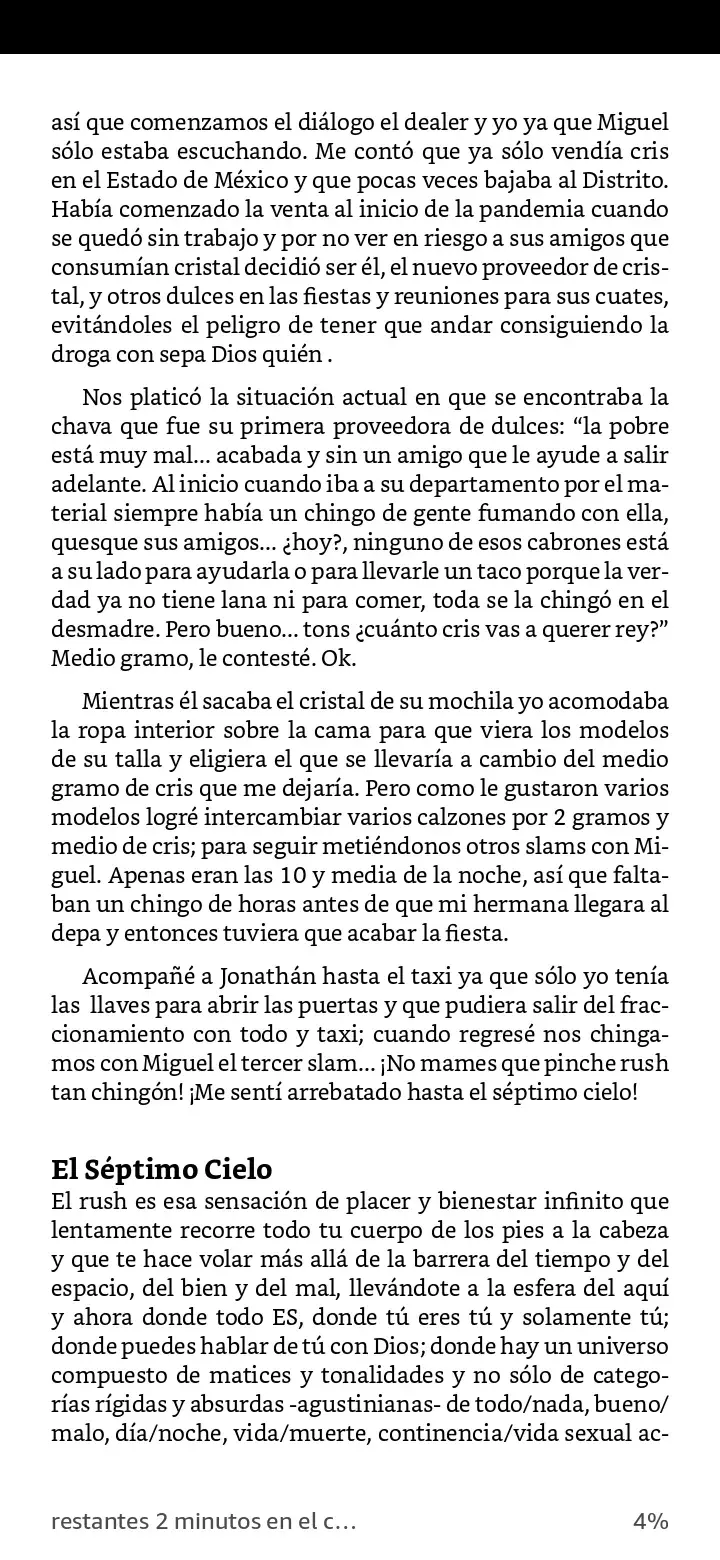 así que comenzamos el diálogo el dealer y yo ya que Miguel
sólo estaba escuchando. Me contó que ya sólo vendía cris
en el Estado de México y que pocas veces bajaba al Distrito.
Había comenzado la venta al inicio de la pandemia cuando
se quedó sin trabajo y por no ver en riesgo a sus amigos que
consumían cristal decidió ser él, el nuevo proveedor de cris-
tal, y otros dulces en las fiestas y reuniones para sus cuates,
evitándoles el peligro de tener que andar consiguiendo la
droga con sepa Dios quién .
Nos platicó la situación actual en que se encontraba la
chava que fue su primera proveedora de dulces: “la pobre
está muy mal... acabada y sin un amigo que le ayude a salir
adelante. Al inicio cuando iba a su departamento por el ma-
terial siempre había un chingo de gente fumando con ella,
quesque sus amigos... ¿hoy?, ninguno de esos cabrones está
a su lado para ayudarla o para llevarle un taco porque la ver-
dad ya no tiene lana ni para comer, toda se la chingó en el
desmadre. Pero bueno... tons ¿cuánto cris vas a querer rey?”
Medio gramo, le contesté. Ok.
Mientras él sacaba el cristal de su mochila yo acomodaba
la ropa interior sobre la cama para que viera los modelos
de su talla y eligiera el que se llevaría a cambio del medio
gramo de cris que me dejaría. Pero como le gustaron varios
modelos logré intercambiar varios calzones por 2 gramos y
medio de cris; para seguir metiéndonos otros slams con Mi-
guel. Apenas eran las 10 y media de la noche, así que falta-
ban un chingo de horas antes de que mi hermana llegara al
depa y entonces tuviera que acabar la fiesta.
Acompañé a Jonathán hasta el taxi ya que sólo yo tenía
las llaves para abrir las puertas y que pudiera salir del frac-
cionamiento con todo y taxi; cuando regresé nos chinga-
mos con Miguel el tercer slam... ¡No mames que pinche rush
tan chingón! ¡Me sentí arrebatado hasta el séptimo cielo!
El Séptimo Cielo
El rush es esa sensación de placer y bienestar infinito que
lentamente recorre todo tu cuerpo de los pies a la cabeza
y que te hace volar más allá de la barrera del tiempo y del
espacio, del bien y del mal, llevándote a la esfera del aquí
y ahora donde todo ES, donde tú eres tú y solamente tú;
donde puedes hablar de tú con Dios; donde hay un universo
compuesto de matices y tonalidades y no sólo de catego-
rías rígidas y absurdas -agustinianas- de todo/nada, bueno/
malo, día/noche, vida/muerte, continencia/vida sexual ac-
restantes 2 minutos en el c... 4%